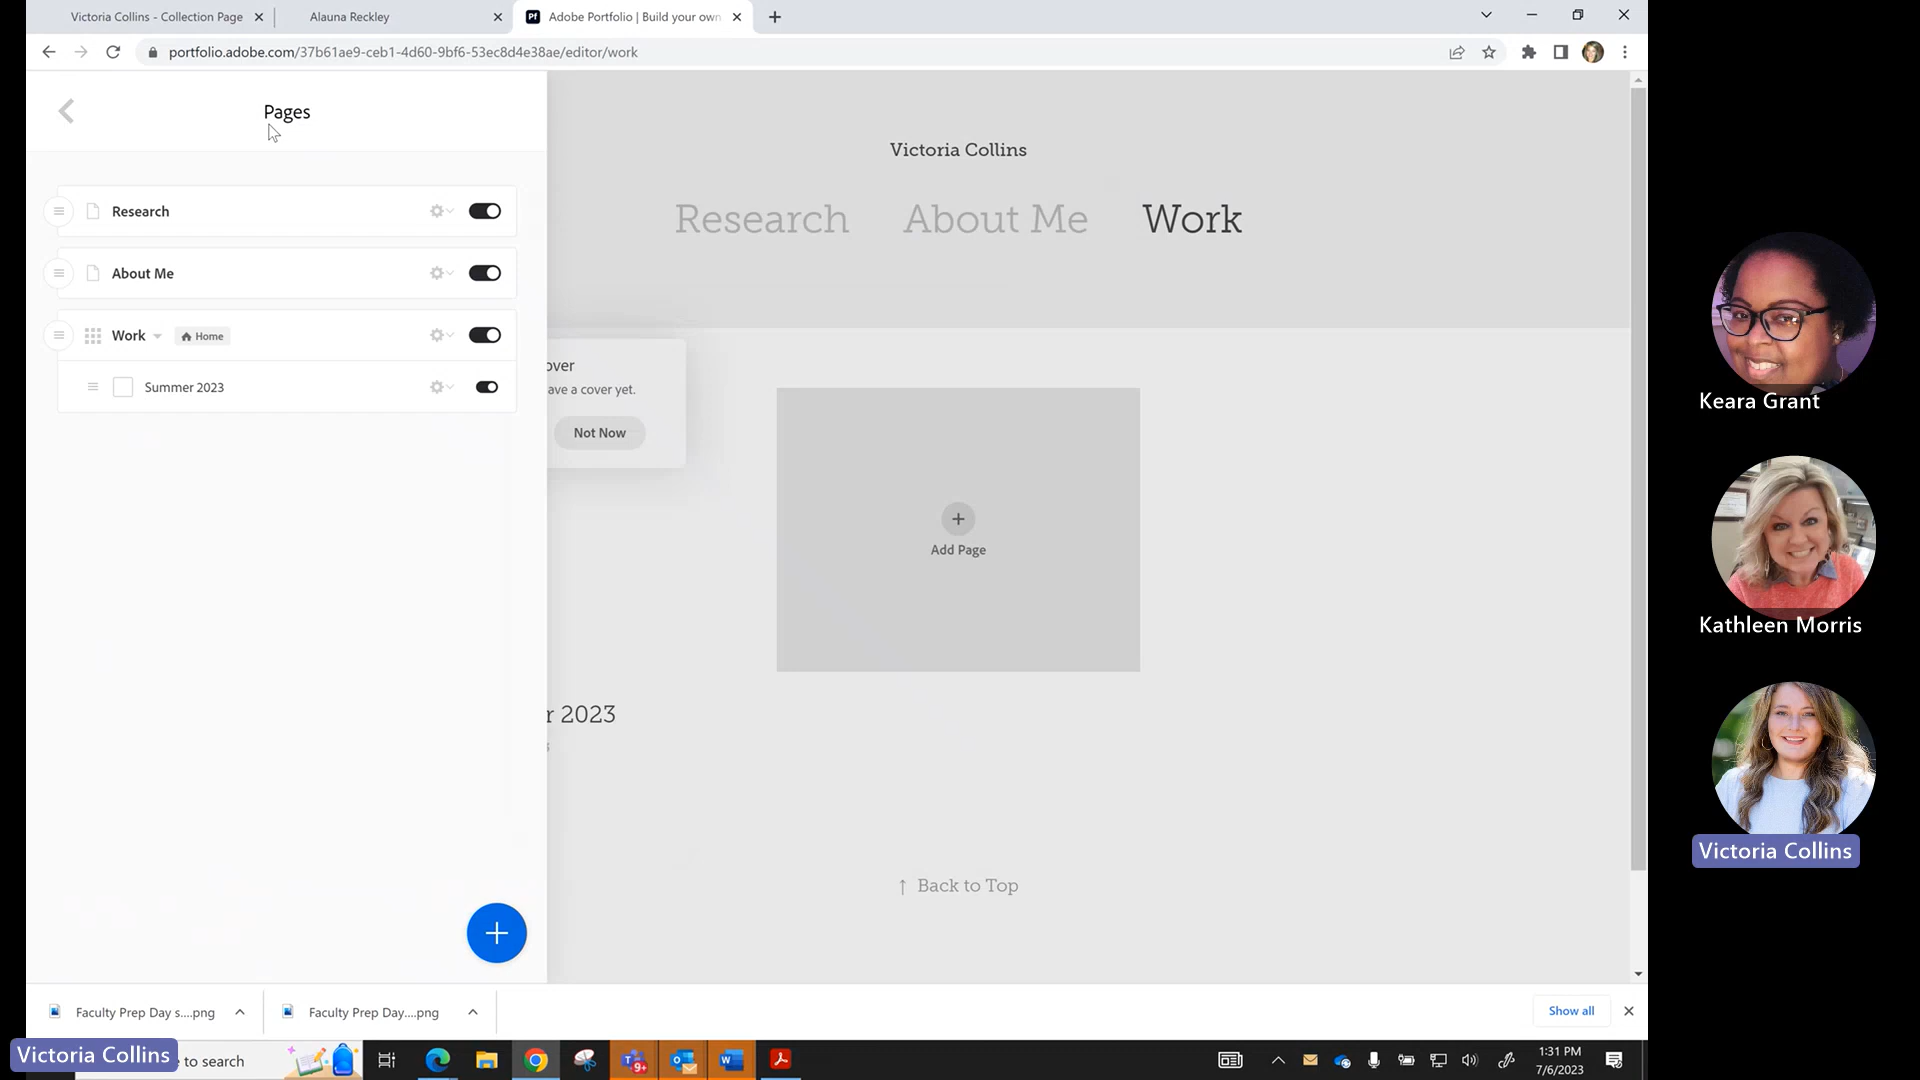 Victoria Collins - Collection Page
Alauna Reckley
Adobe Portfolio | Build your own
portfolio.adobe.com/37b61ae9-ceb1-4d60-9bf6-53ec8d4e38ae/editor/work
Pages
Research
About Me
Work
Home
Summer 2023
Victoria Collins
Research
About Me
Work
over
ave a cover yet.
Not Now
Add Page
r 2023
↑ Back to Top
Keara Grant
Kathleen Morris
Victoria Collins
Faculty Prep Day s....png
Faculty Prep Day....png
Show all
Victoria Collins
to search
9+
1:31 PM
7/6/2023